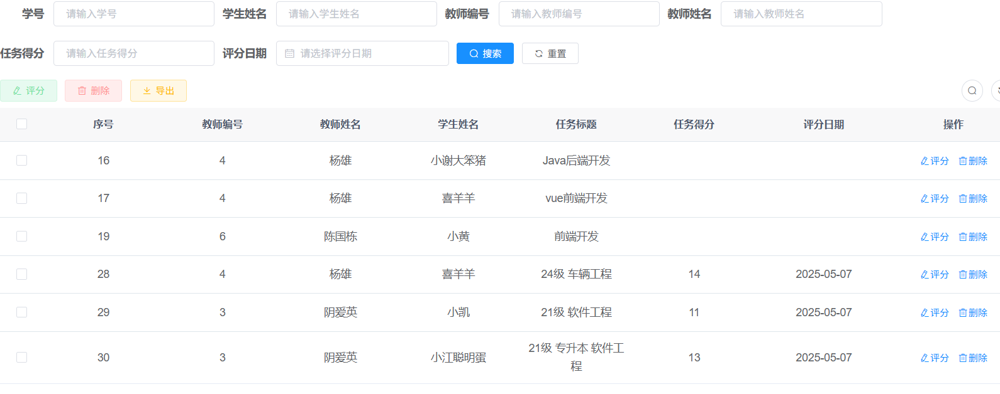 学号 请输入学号 学生姓名 请输入学生姓名 教师编号 请输入教师编号 教师姓名 请输入教师姓名
任务得分 请输入任务得分 评分日期 请选择评分日期 搜索 重置
评分 删除 导出
序号 教师编号 教师姓名 学生姓名 任务标题 任务得分 评分日期 操作
16 4 杨雄 小谢大笨猪 Java后端开发 评分 删除
17 4 杨雄 喜羊羊 vue前端开发 评分 删除
19 6 陈国栋 小黄 前端开发 评分 删除
28 4 杨雄 喜羊羊 24级 车辆工程 14 2025-05-07 评分 删除
29 3 阴爱英 小凯 21级 软件工程 11 2025-05-07 评分 删除
30 3 阴爱英 小江聪明蛋 21级 专升本 软件工
程 13 2025-05-07 评分 删除